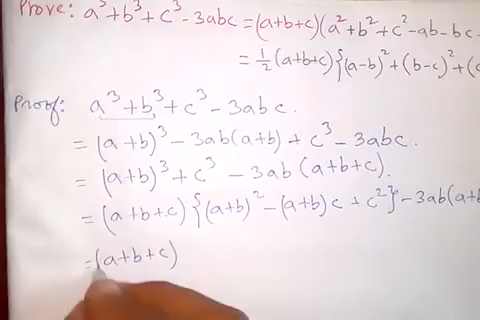 Prove: a³+b³+c³-3abc=(a+b+c)(a²+b²+c²-ab-bc-
=½(a+b+c){(a-b)²+(b-c)²+(c
Proof: a³+b³+c³-3abc.
=(a+b)³-3ab(a+b)+c³-3abc.
=(a+b)³+c³-3ab(a+b+c).
=(a+b+c){(a+b)²-(a+b)c+c²}-3ab(a+b
=(a+b+c)